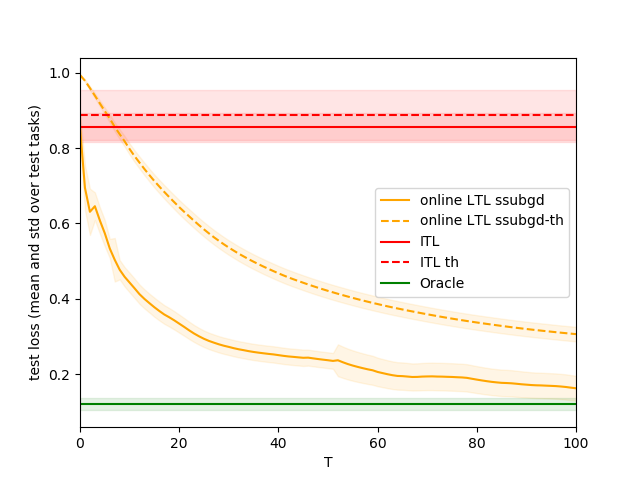 test loss (mean and std over test tasks)
1.0
0.8
0.6
0.4
0.2
online LTL ssubgd
online LTL ssubgd-th
ITL
ITL th
Oracle
0
20
40
60
80
100
T